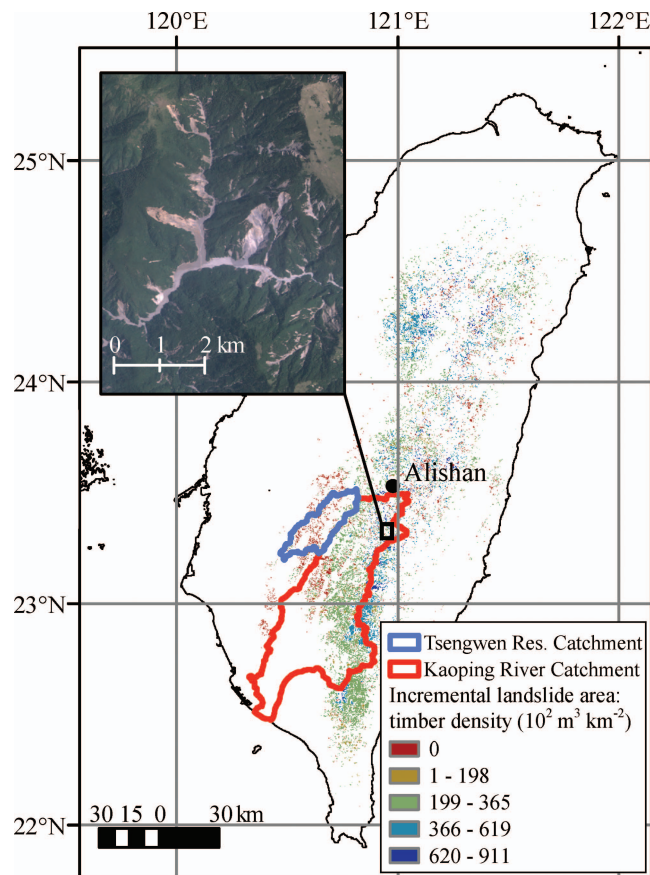 120°E 121°E 122°E
25°N
0 1 2 km
24°N
Alishan
23°N
Tsengwen Res. Catchment
Kaoping River Catchment
Incremental landslide area:
timber density (10² m³ km⁻²)
0
1 - 198
199 - 365
366 - 619
620 - 911
30 15 0 30 km
22°N